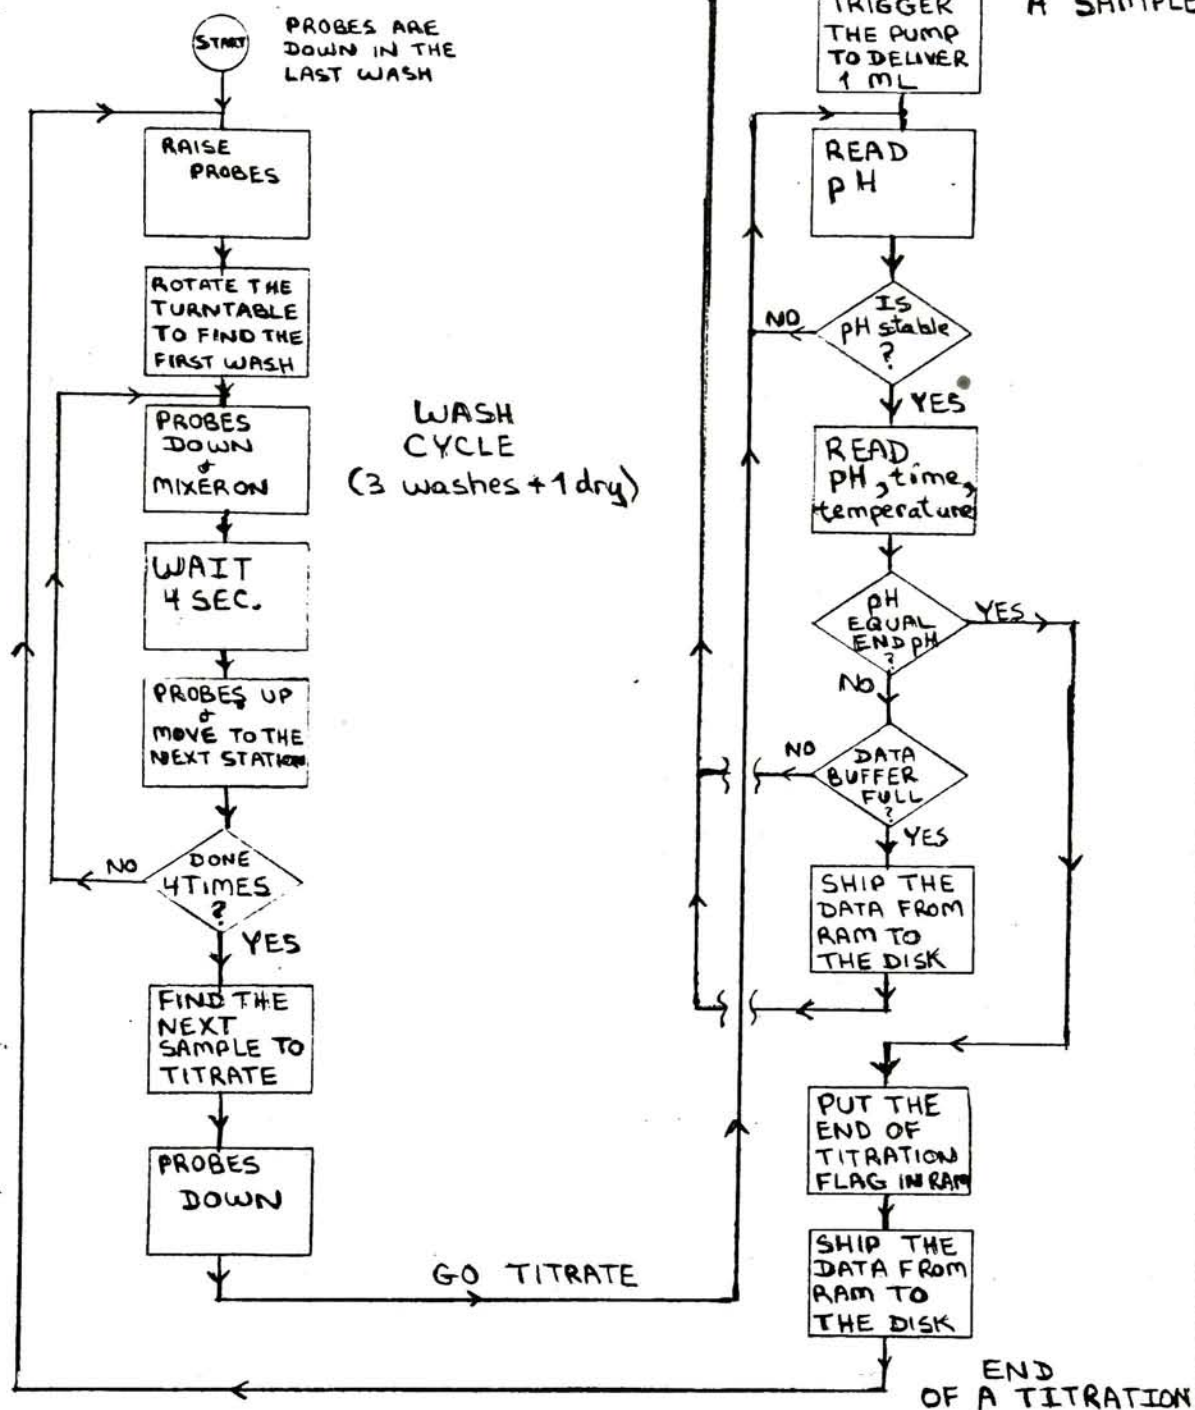 START
PROBES ARE
DOWN IN THE
LAST WASH
RAISE
PROBES
ROTATE THE
TURNTABLE
TO FIND THE
FIRST WASH
PROBES
DOWN
&
MIXER ON
WASH
CYCLE
(3 washes + 1 dry)
WAIT
4 SEC.
PROBES UP
&
MOVE TO THE
NEXT STATION
DONE
4 TIMES
?
NO
YES
FIND THE
NEXT
SAMPLE TO
TITRATE
PROBES
DOWN
GO TITRATE
TRIGGER
THE PUMP
TO DELIVER
1 ML
A SAMPLE
READ
pH
IS
pH stable
?
NO
YES
READ
pH, time,
temperature
pH
EQUAL
END pH
?
YES
NO
DATA
BUFFER
FULL
?
NO
YES
SHIP THE
DATA FROM
RAM TO
THE DISK
PUT THE
END OF
TITRATION
FLAG IN RAM
SHIP THE
DATA FROM
RAM TO
THE DISK
END
OF A TITRATION